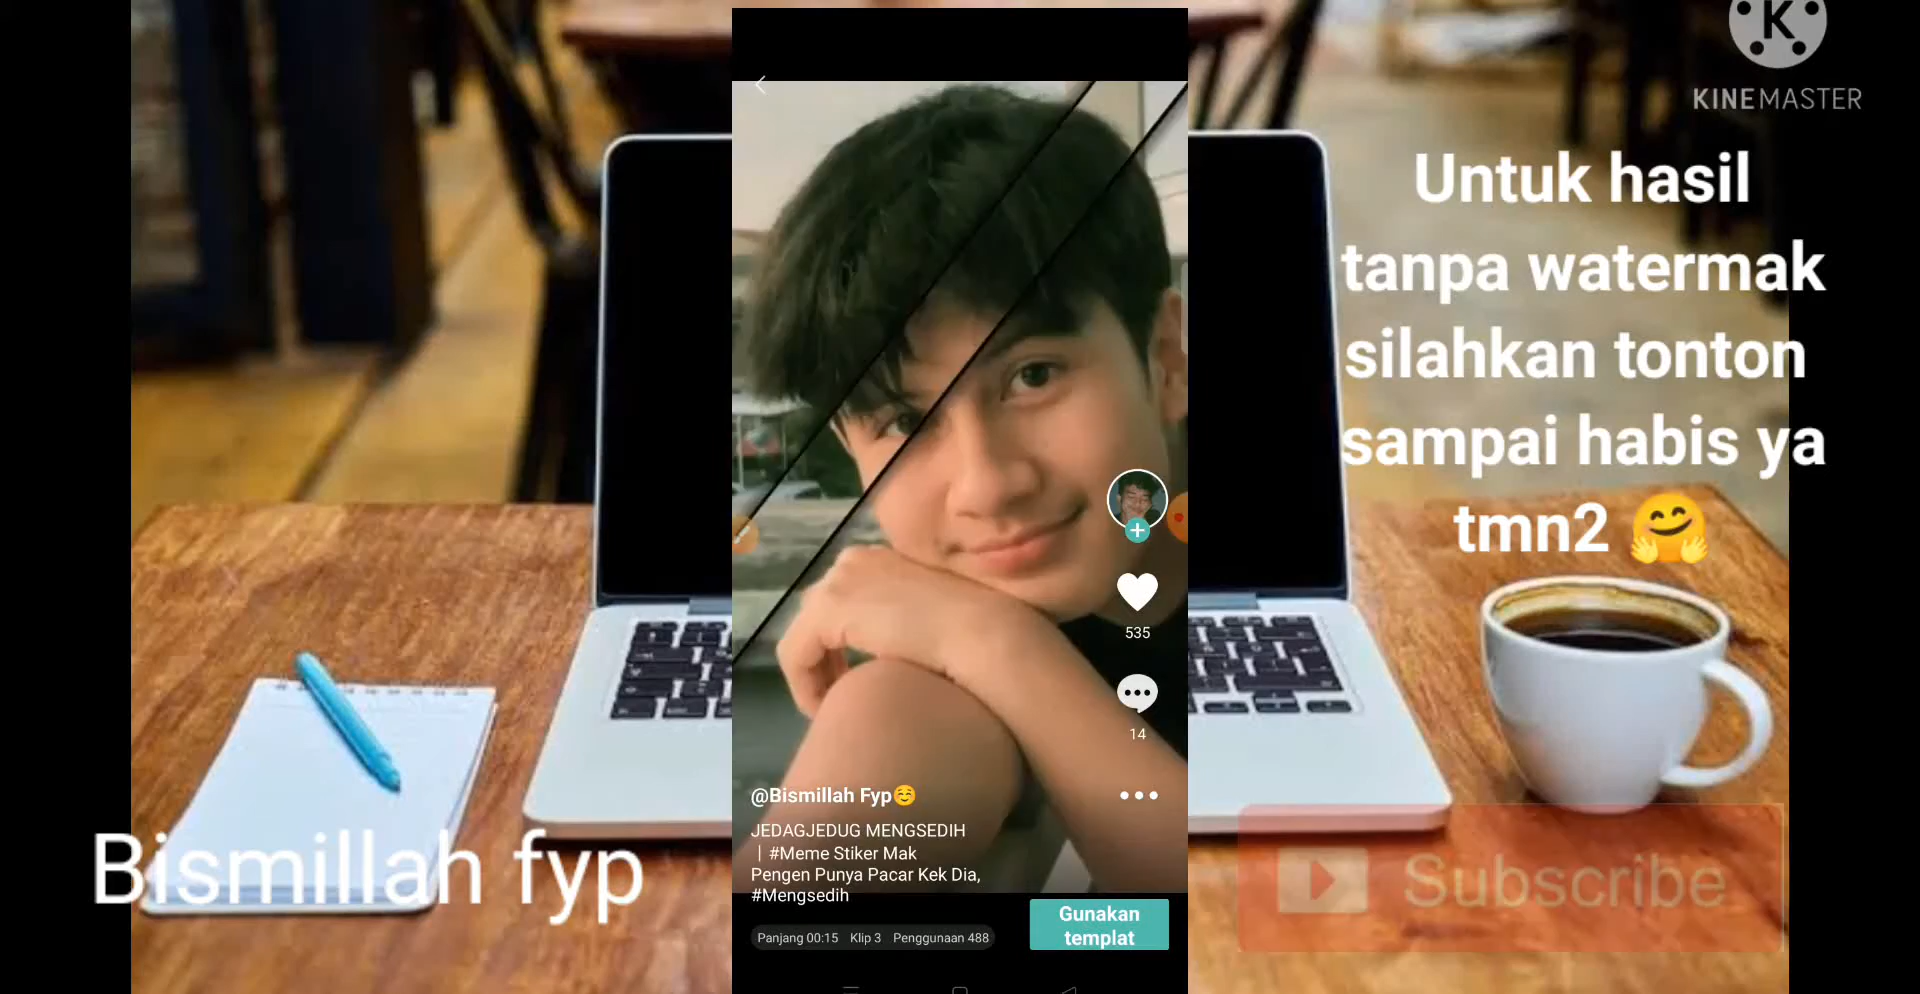 KINEMASTER
Untuk hasil
tanpa watermak
silahkan tonton
sampai habis ya
tmn2 🤗
535
14
@Bismillah Fyp☺️
JEDAGJEDUG MENGSEDIH
｜#Meme Stiker Mak
Pengen Punya Pacar Kek Dia,
#Mengsedih
Gunakan
templat
Panjang 00:15 Klip 3 Penggunaan 488
Bismillah fyp
Subscribe